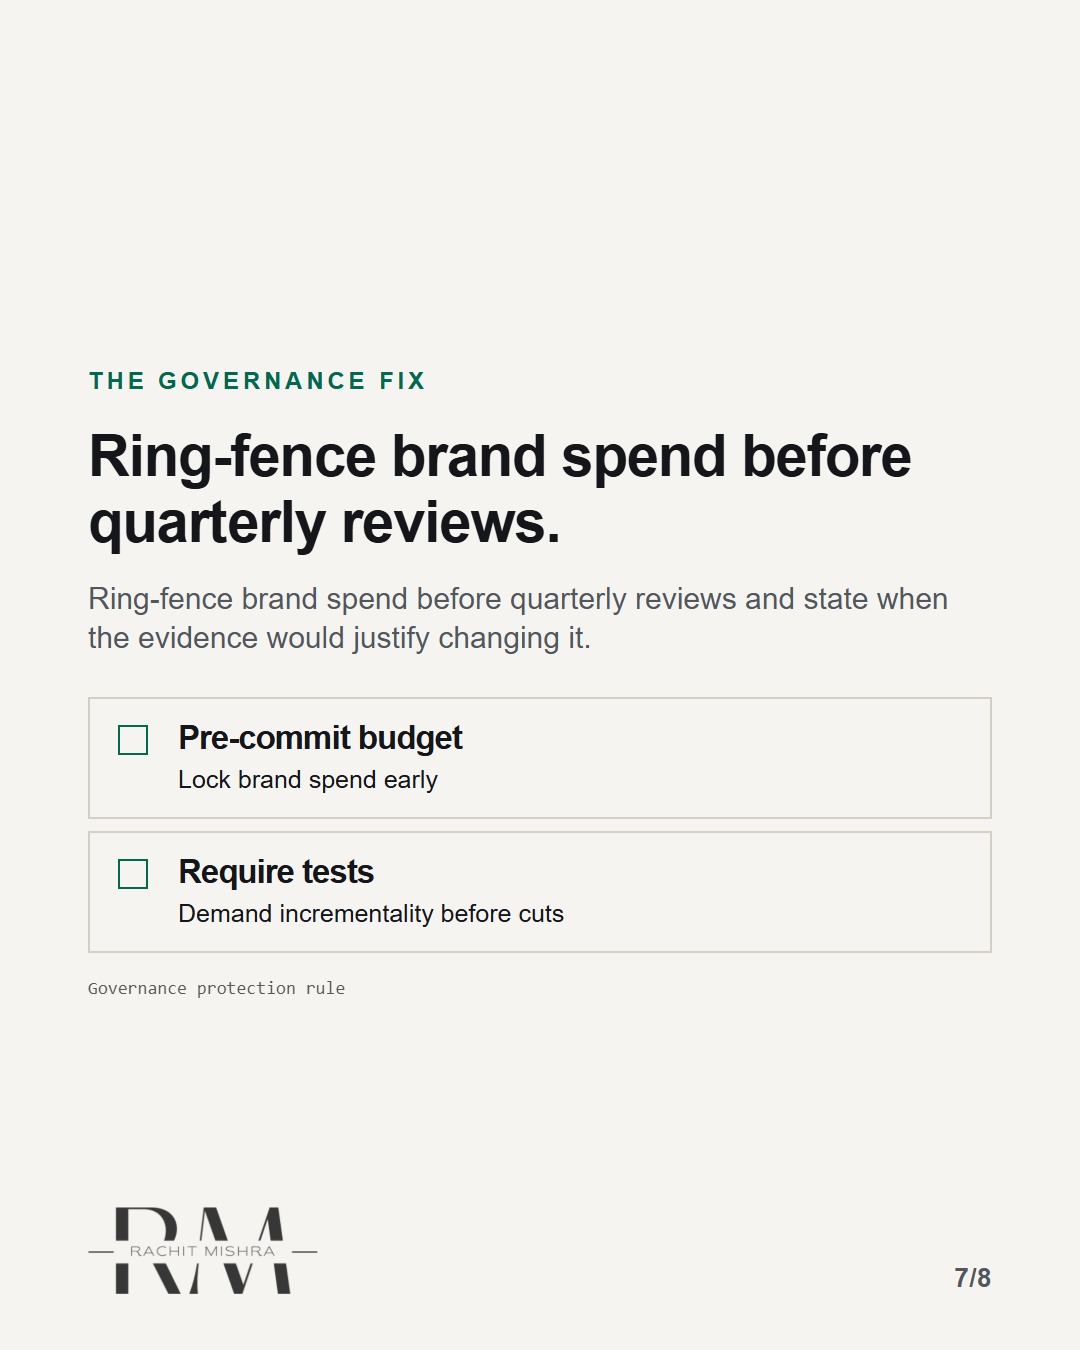 THE GOVERNANCE FIX
Ring-fence brand spend before
quarterly reviews.
Ring-fence brand spend before quarterly reviews and state when
the evidence would justify changing it.
Pre-commit budget
Lock brand spend early
Require tests
Demand incrementality before cuts
Governance protection rule
RM
RACHIT MISHRA
7/8